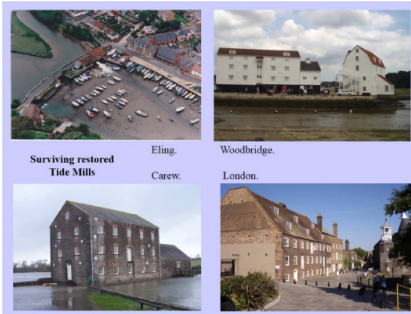 Eling.
Woodbridge.
Surviving restored
Tide Mills
Carew.
London.